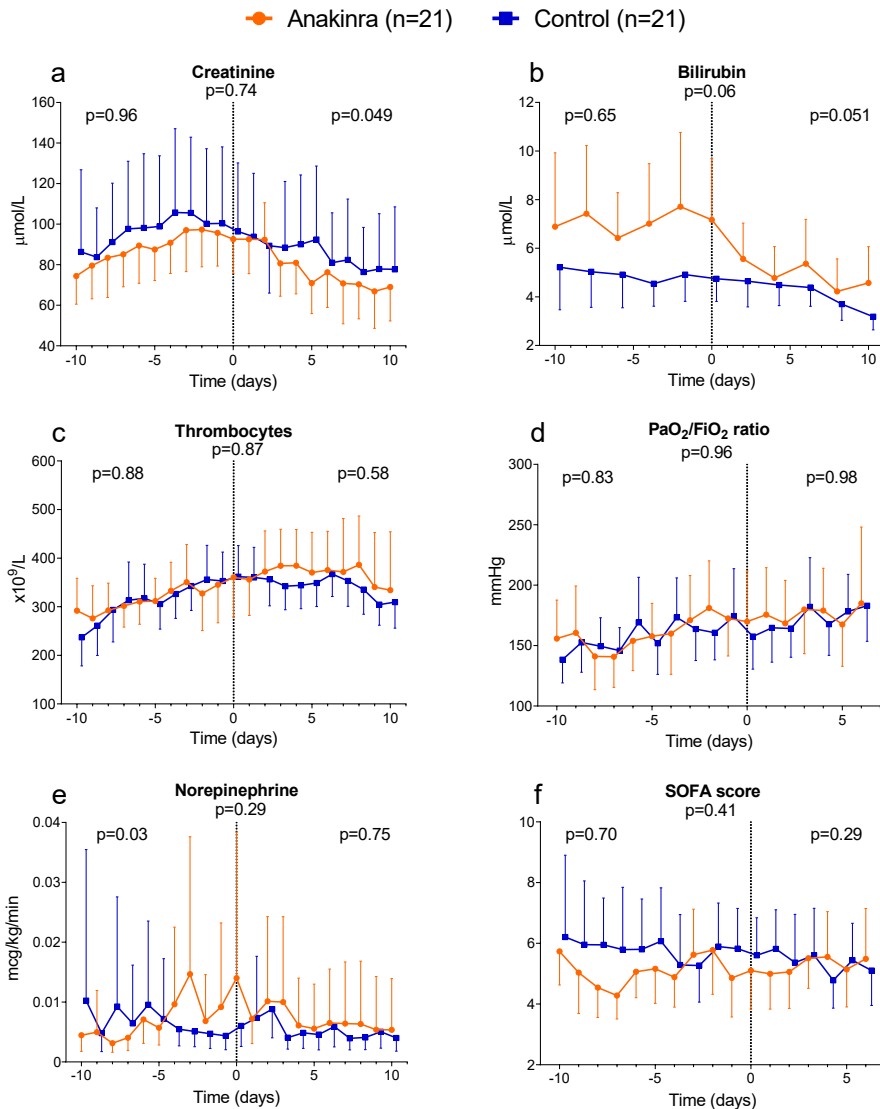 Anakinra (n=21) Control (n=21)
a Creatinine
p=0.74
p=0.96 p=0.049
160
140
120
100
80
60
40
μmol/L
-10 -5 0 5 10
Time (days)
b Bilirubin
p=0.06
p=0.65 p=0.051
12
10
8
6
4
2
μmol/L
-10 -5 0 5 10
Time (days)
c Thrombocytes
p=0.87
p=0.88 p=0.58
600
500
400
300
200
100
x10⁹/L
-10 -5 0 5 10
Time (days)
d PaO₂/FiO₂ ratio
p=0.96
p=0.83 p=0.98
300
250
200
150
100
mmHg
-10 -5 0 5
Time (days)
e Norepinephrine
p=0.29
p=0.03 p=0.75
0.04
0.03
0.02
0.01
0
mcg/kg/min
-10 -5 0 5 10
Time (days)
f SOFA score
p=0.41
p=0.70 p=0.29
10
8
6
4
2
-10 -5 0 5
Time (days)